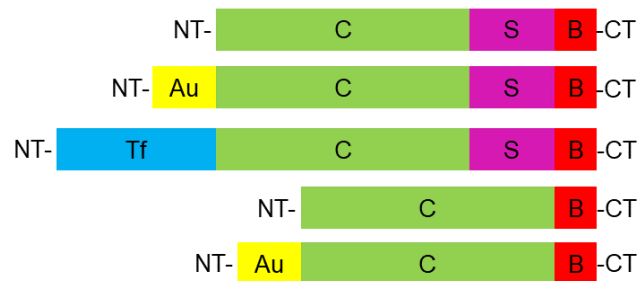 NT- C S B -CT
NT- Au C S B -CT
NT- Tf C S B -CT
NT- C B -CT
NT- Au C B -CT